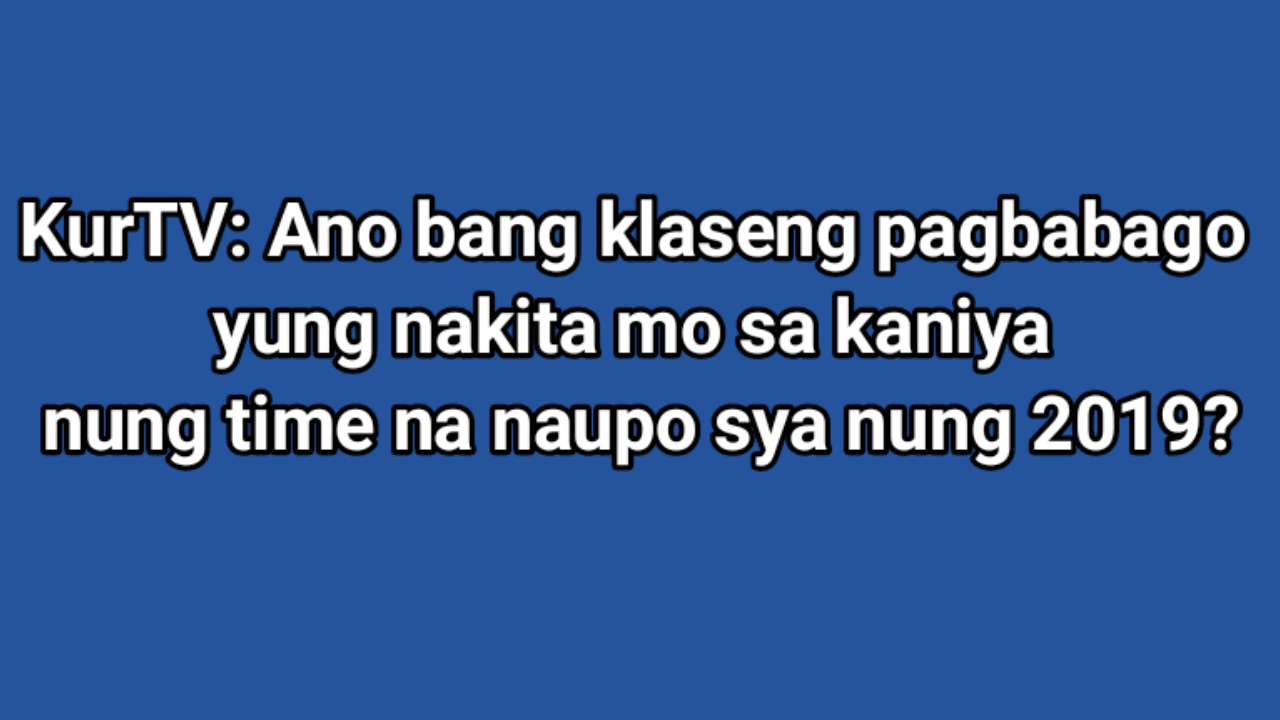 KurTV: Ano bang klaseng pagbabago
yung nakita mo sa kaniya
nung time na naupo sya nung 2019?